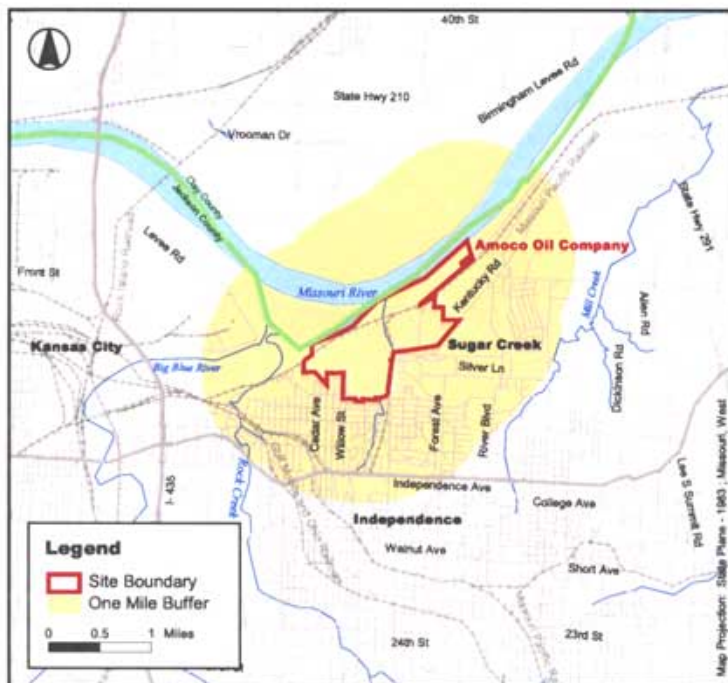 40th St
State Hwy 210
Birmingham Levee Rd
Vrooman Dr
Clay County
Jackson County
Missouri Pacific Railroad
State Hwy 291
Levee Rd
Amoco Oil Company
Front St
Missouri River
Kentucky Rd
Mill Creek
Allen Rd
Kansas City
Sugar Creek
Big Blue River
Silver Ln
Dickinson Rd
Cedar Ave
Willow St
Forest Ave
River Blvd
I- 435
Rock Creek
Independence Ave
College Ave
Lee S Summit Rd
Independence
Walnut Ave
Short Ave
24th St
23rd St
Legend
Site Boundary
One Mile Buffer
0 0.5 1 Miles
Map Projection: State Plane - 1983 : Missouri, West